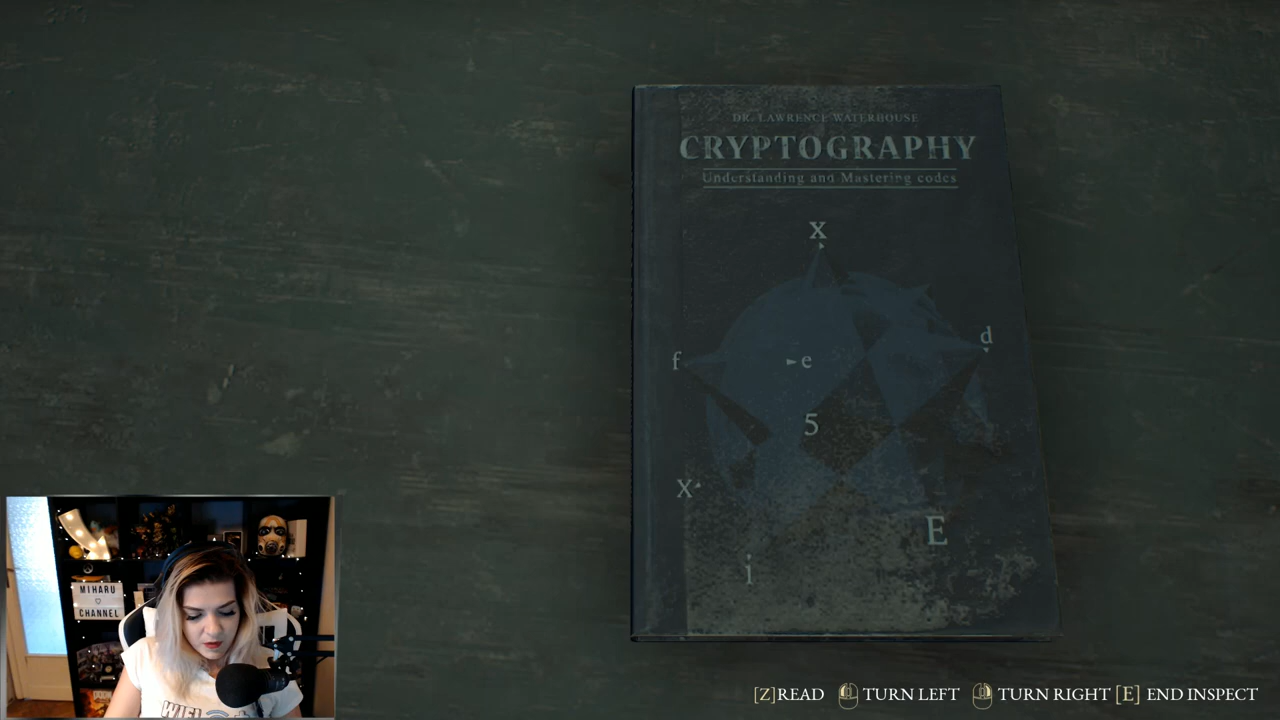 DR. LAWRENCE WATERHOUSE
CRYPTOGRAPHY
Understanding and Mastering codes
x
d
f
e
5
x
E
i
MIHARU
♡
CHANNEL
[Z]READ TURN LEFT TURN RIGHT [E] END INSPECT